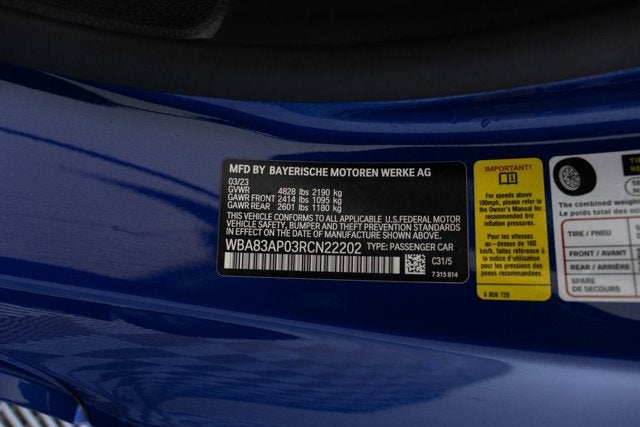 MFD BY BAYERISCHE MOTOREN WERKE AG
03/23
GVWR 4828 lbs 2190 kg
GAWR FRONT 2414 lbs 1095 kg
GAWR REAR 2601 lbs 1180 kg
THIS VEHICLE CONFORMS TO ALL APPLICABLE U.S.FEDERAL MOTOR
VEHICLE SAFETY, BUMPER AND THEFT PREVENTION STANDARDS IN
EFFECT ON THE DATE OF MANUFACTURE SHOWN ABOVE.
WBA83AP03RCN22202 TYPE: PASSENGER CAR
C31/5
7 315 814
IMPORTANT!
For speeds above
100mph, please refer to
the Owner's Manual for
recommended tire
inflation pressures.
Pour les vitesses
au-dessus de 160
km/h, faites référence à
la notice d'utilisation
pour les pressions de
pneus recommandées.
6 859 729
The combined weight
Le poids total des o
TIRE / PNEU
FRONT / AVANT
REAR / ARRIÈRE
SPARE
DE SECOURS